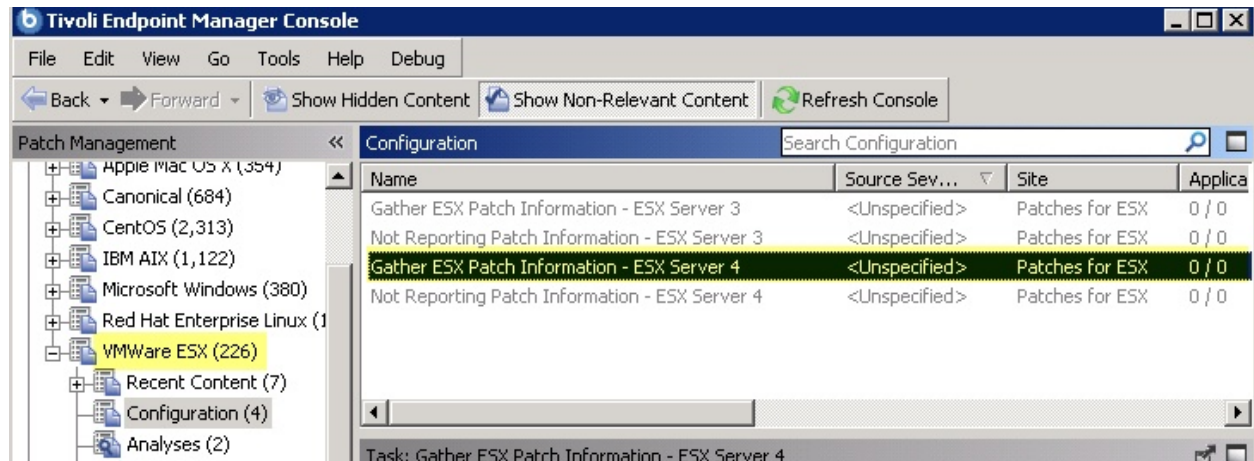 Tivoli Endpoint Manager Console
File Edit View Go Tools Help Debug
Back Forward Show Hidden Content Show Non-Relevant Content Refresh Console
Patch Management «
Apple Mac OS X (354)
Canonical (684)
CentOS (2,313)
IBM AIX (1,122)
Microsoft Windows (380)
Red Hat Enterprise Linux (1
VMWare ESX (226)
Recent Content (7)
Configuration (4)
Analyses (2)
Configuration Search Configuration
Name Source Sev... Site Applica
Gather ESX Patch Information - ESX Server 3 <Unspecified> Patches for ESX 0 / 0
Not Reporting Patch Information - ESX Server 3 <Unspecified> Patches for ESX 0 / 0
Gather ESX Patch Information - ESX Server 4 <Unspecified> Patches for ESX 0 / 0
Not Reporting Patch Information - ESX Server 4 <Unspecified> Patches for ESX 0 / 0
Task: Gather ESX Patch Information - ESX Server 4